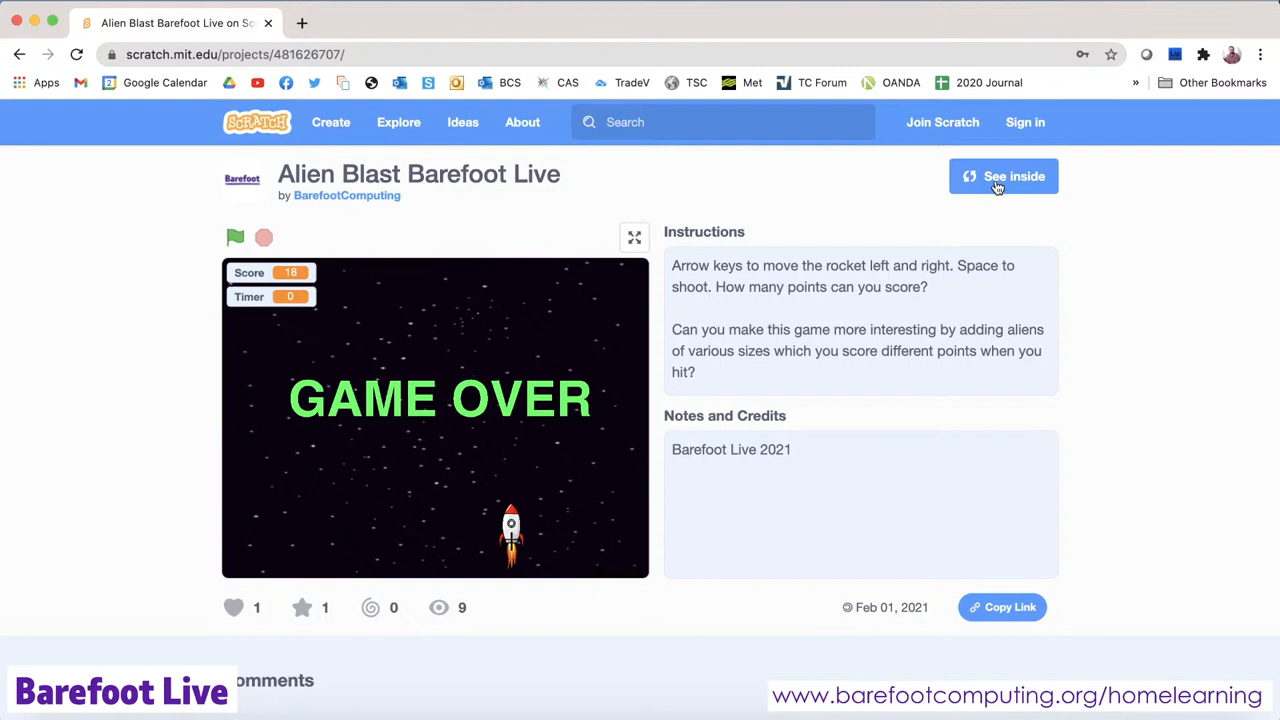 Alien Blast Barefoot Live on Sc
scratch.mit.edu/projects/481626707/
Apps Google Calendar BCS CAS TradeV TSC Met TC Forum OANDA 2020 Journal » Other Bookmarks
SCRATCH Create Explore Ideas About Search Join Scratch Sign in
Barefoot
Alien Blast Barefoot Live
by BarefootComputing
See inside
Score 18
Timer 0
GAME OVER
Instructions
Arrow keys to move the rocket left and right. Space to
shoot. How many points can you score?
Can you make this game more interesting by adding aliens
of various sizes which you score different points when you
hit?
Notes and Credits
Barefoot Live 2021
1 1 0 9
© Feb 01, 2021
Copy Link
omments
Barefoot Live
www.barefootcomputing.org/homelearning